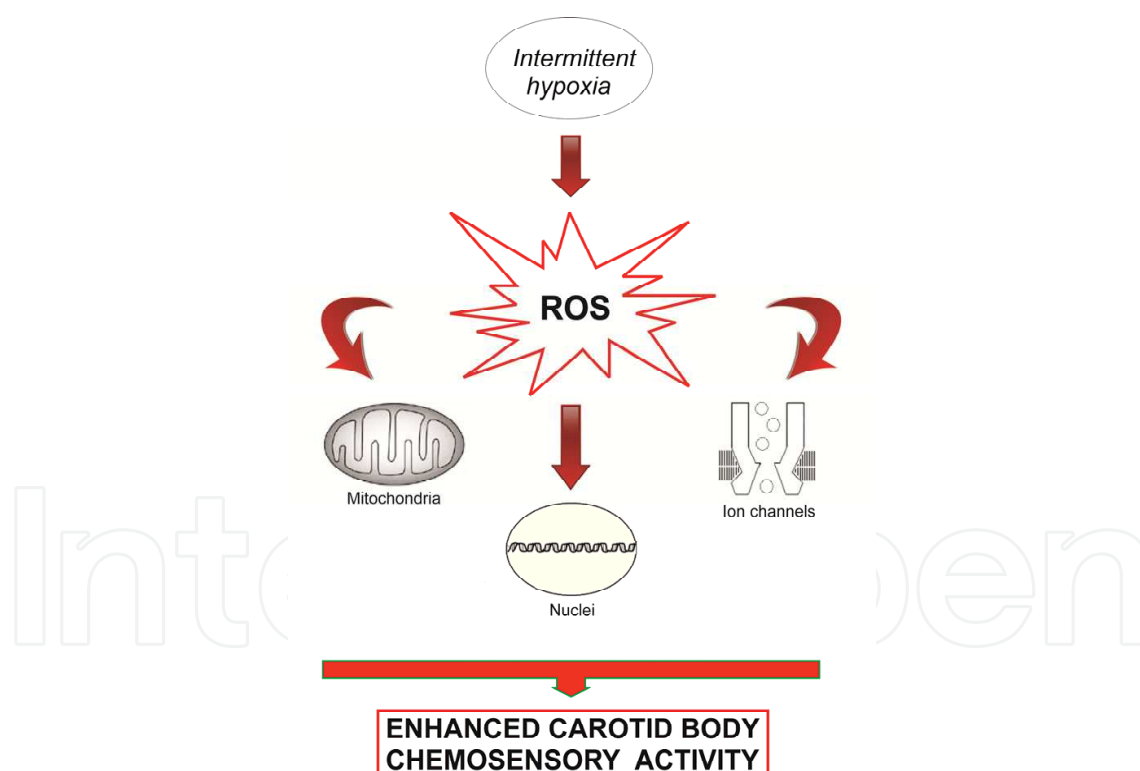 Intermittent
hypoxia
ROS
Mitochondria
Ion channels
Nuclei
ENHANCED CAROTID BODY
CHEMOSENSORY ACTIVITY